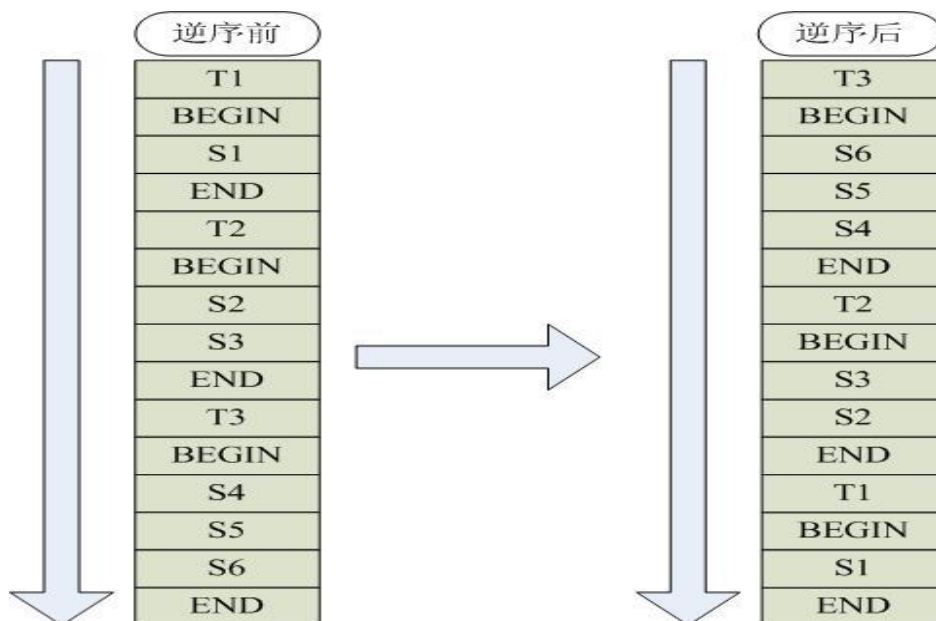 逆序前
T1
BEGIN
S1
END
T2
BEGIN
S2
S3
END
T3
BEGIN
S4
S5
S6
END
逆序后
T3
BEGIN
S6
S5
S4
END
T2
BEGIN
S3
S2
END
T1
BEGIN
S1
END